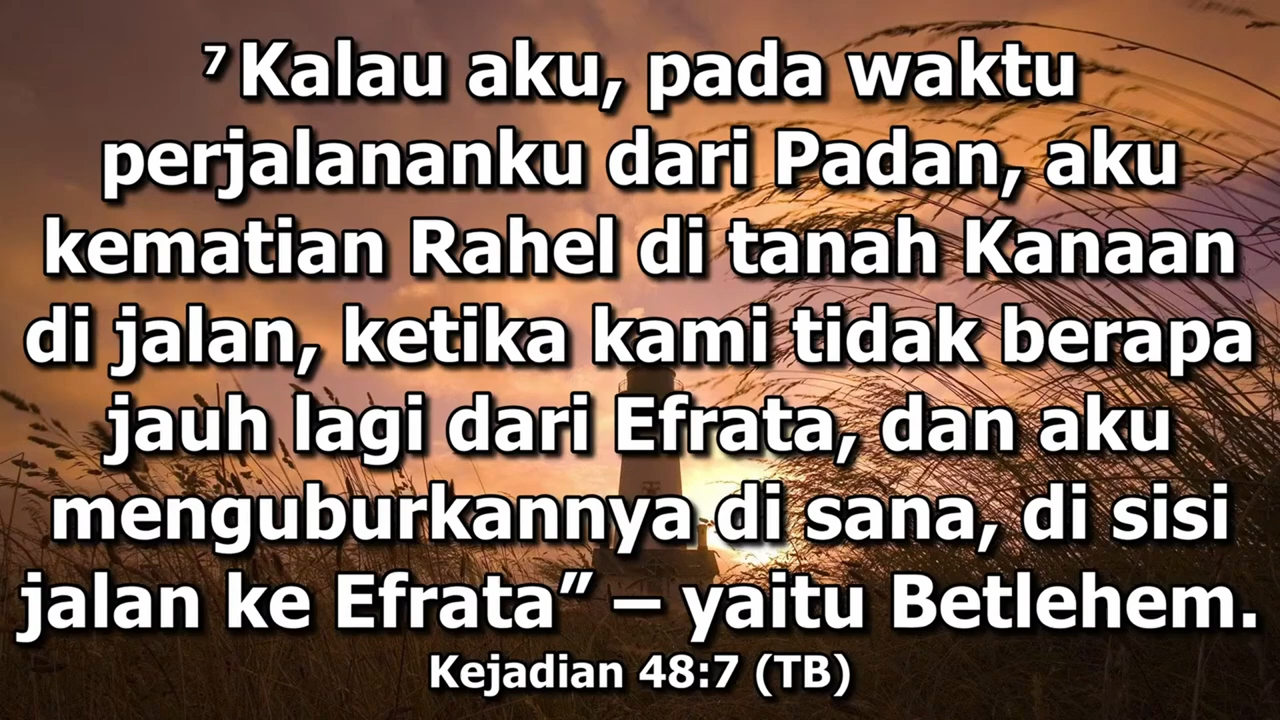 7 Kalau aku, pada waktu
perjalananku dari Padan, aku
kematian Rahel di tanah Kanaan
di jalan, ketika kami tidak berapa
jauh lagi dari Efrata, dan aku
menguburkannya di sana, di sisi
jalan ke Efrata” – yaitu Betlehem.
Kejadian 48:7 (TB)